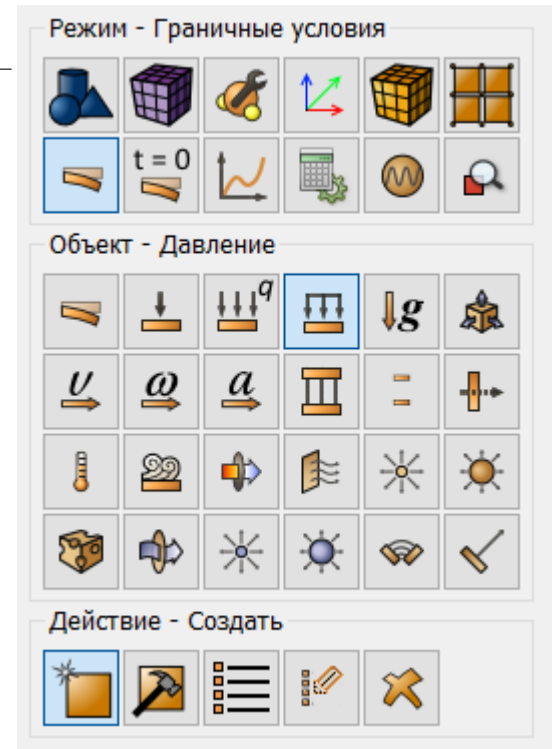 Режим - Граничные условия
t = 0
Объект - Давление
q
g
υ ω a
Действие - Создать